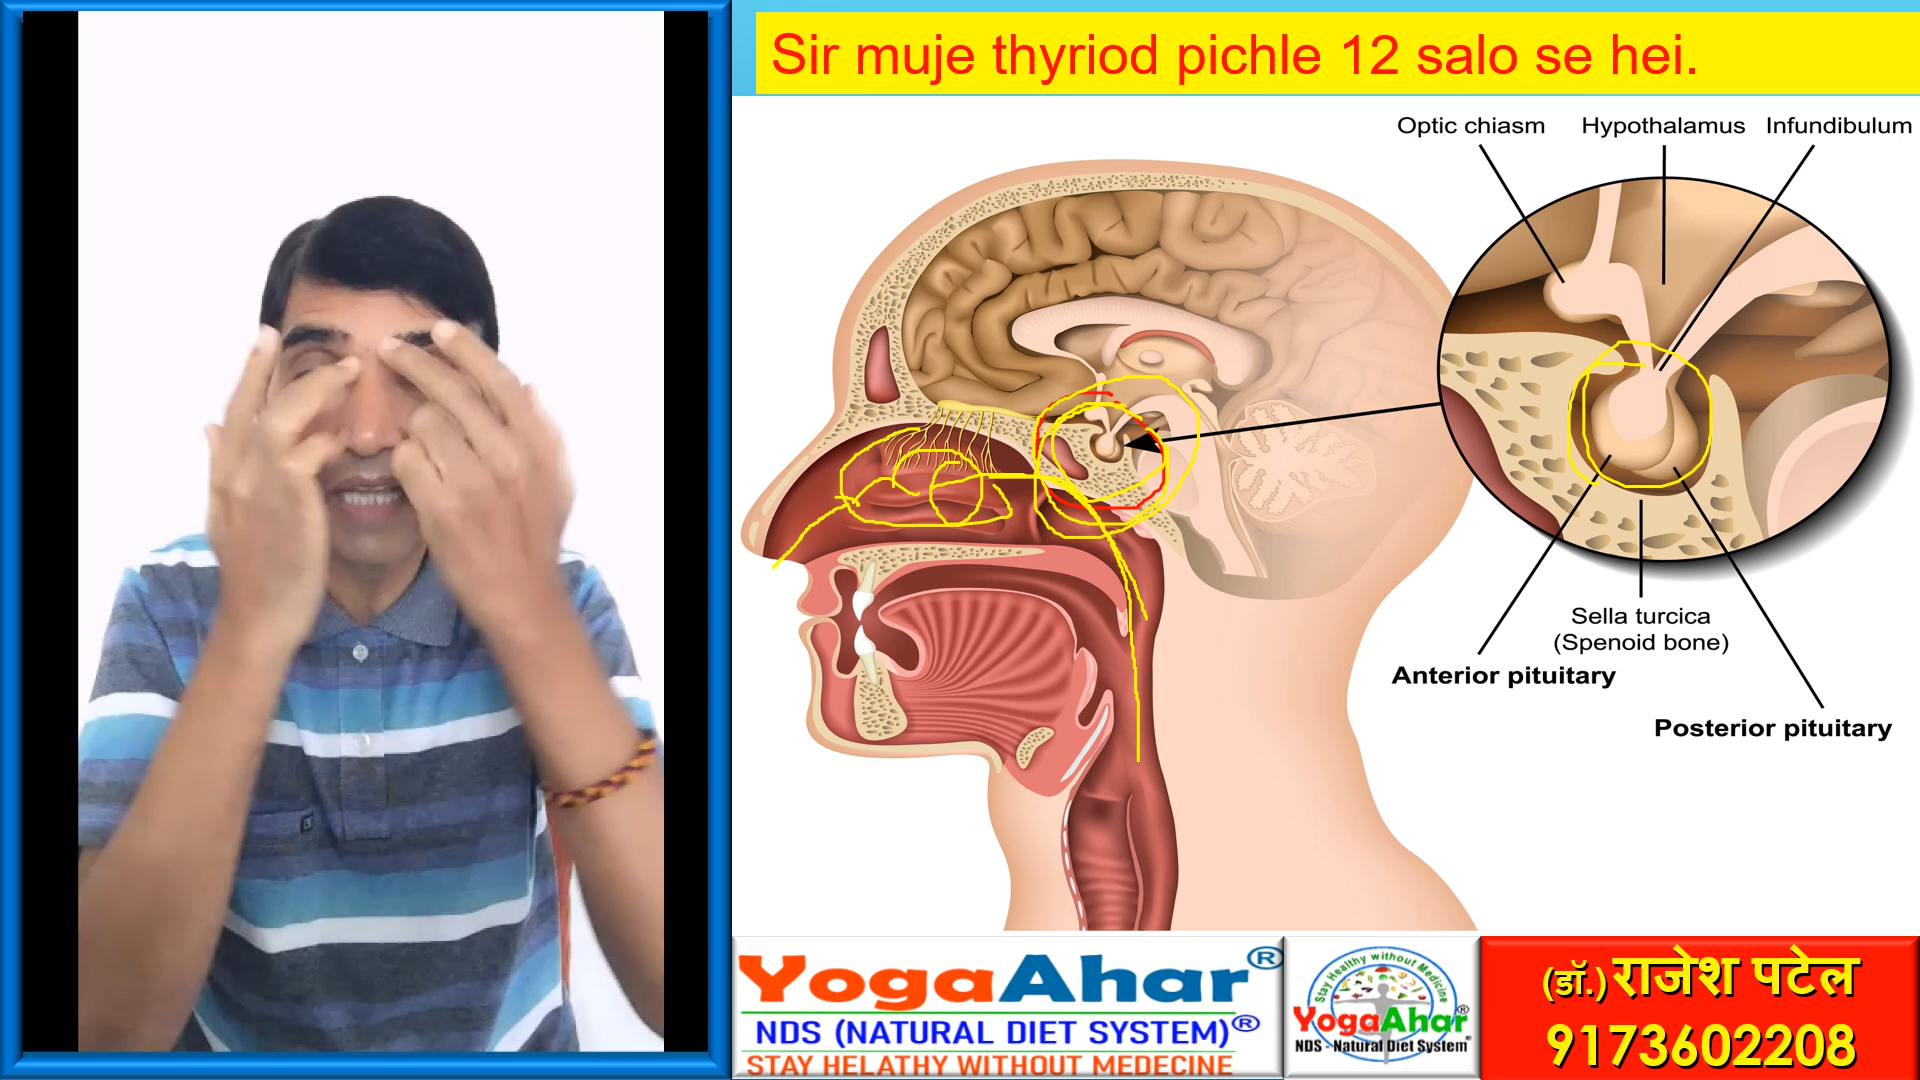 Sir muje thyriod pichle 12 salo se hei.
Optic chiasm Hypothalamus Infundibulum
Sella turcica
(Spenoid bone)
Anterior pituitary
Posterior pituitary
YogaAhar®
NDS (NATURAL DIET SYSTEM)®
STAY HELATHY WITHOUT MEDECINE
Stay Healthy without Medicine
YogaAhar®
NDS - Natural Diet System®
(डॉ.) राजेश पटेल
9173602208